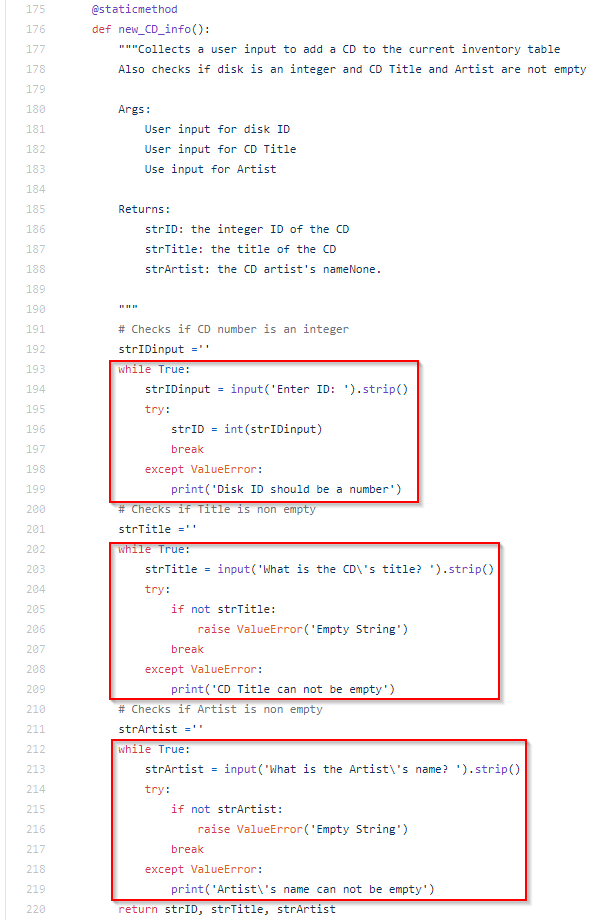 175 @staticmethod
176 def new_CD_info():
177 """Collects a user input to add a CD to the current inventory table
178 Also checks if disk is an integer and CD Title and Artist are not empty
179
180 Args:
181 User input for disk ID
182 User input for CD Title
183 Use input for Artist
184
185 Returns:
186 strID: the integer ID of the CD
187 strTitle: the title of the CD
188 strArtist: the CD artist's nameNone.
189
190 """
191 # Checks if CD number is an integer
192 strIDinput =''
193 while True:
194 strIDinput = input('Enter ID: ').strip()
195 try:
196 strID = int(strIDinput)
197 break
198 except ValueError:
199 print('Disk ID should be a number')
200 # Checks if Title is non empty
201 strTitle =''
202 while True:
203 strTitle = input('What is the CD\'s title? ').strip()
204 try:
205 if not strTitle:
206 raise ValueError('Empty String')
207 break
208 except ValueError:
209 print('CD Title can not be empty')
210 # Checks if Artist is non empty
211 strArtist =''
212 while True:
213 strArtist = input('What is the Artist\'s name? ').strip()
214 try:
215 if not strArtist:
216 raise ValueError('Empty String')
217 break
218 except ValueError:
219 print('Artist\'s name can not be empty')
220 return strID, strTitle, strArtist